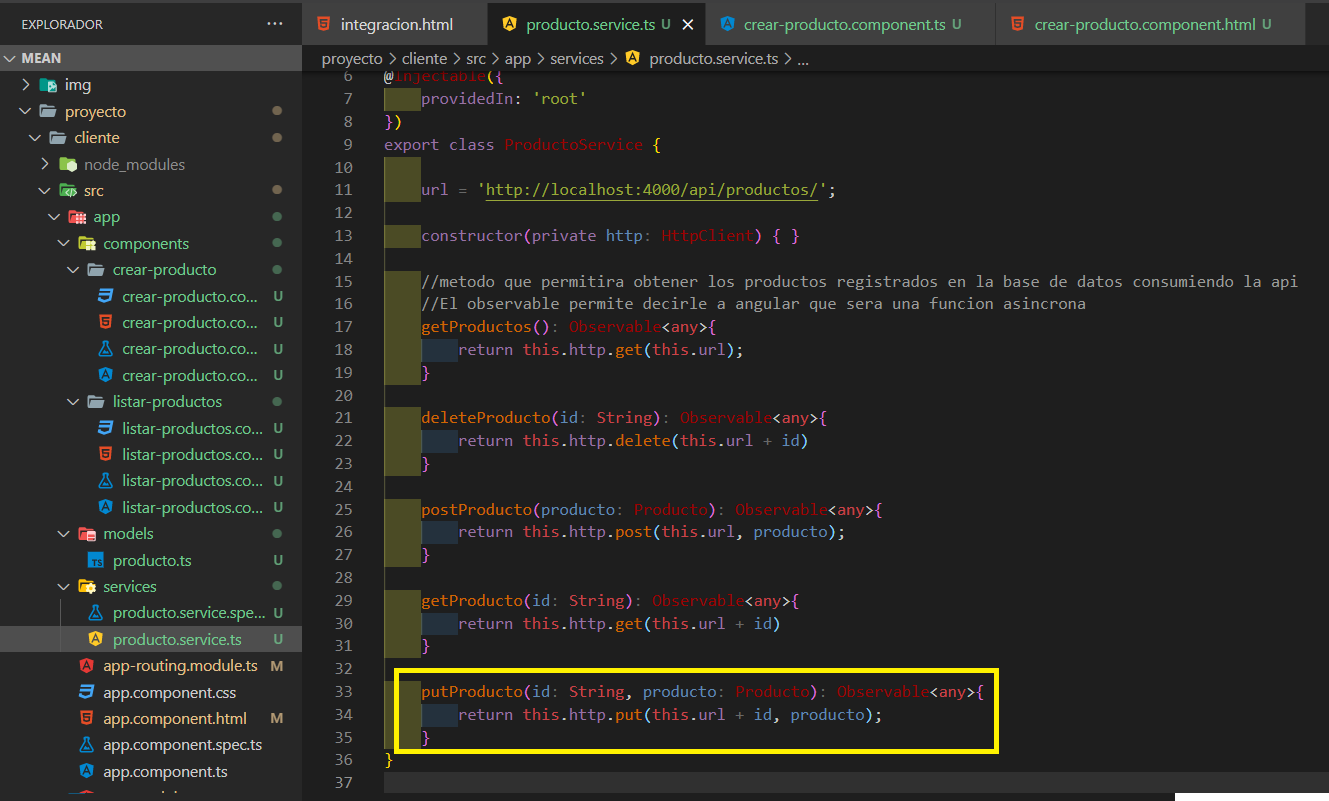 EXPLORADOR
...
MEAN
img
proyecto
cliente
node_modules
src
app
components
crear-producto
crear-producto.co... U
crear-producto.co... U
crear-producto.co... U
crear-producto.co... U
listar-productos
listar-productos.co... U
listar-productos.co... U
listar-productos.co... U
listar-productos.co... U
models
producto.ts U
services
producto.service.spe... U
producto.service.ts U
app-routing.module.ts M
app.component.css
app.component.html M
app.component.spec.ts
app.component.ts
integracion.html
producto.service.ts U
crear-producto.component.ts U
crear-producto.component.html U
proyecto > cliente > src > app > services > producto.service.ts > ...
6 @Injectable({
7 providedIn: 'root'
8 })
9 export class ProductoService {
10
11 url = 'http://localhost:4000/api/productos/';
12
13 constructor(private http: HttpClient) { }
14
15 //metodo que permitira obtener los productos registrados en la base de datos consumiendo la api
16 //El observable permite decirle a angular que sera una funcion asincrona
17 getProductos(): Observable<any>{
18 return this.http.get(this.url);
19 }
20
21 deleteProducto(id: String): Observable<any>{
22 return this.http.delete(this.url + id)
23 }
24
25 postProducto(producto: Producto): Observable<any>{
26 return this.http.post(this.url, producto);
27 }
28
29 getProducto(id: String): Observable<any>{
30 return this.http.get(this.url + id)
31 }
32
33 putProducto(id: String, producto: Producto): Observable<any>{
34 return this.http.put(this.url + id, producto);
35 }
36 }
37